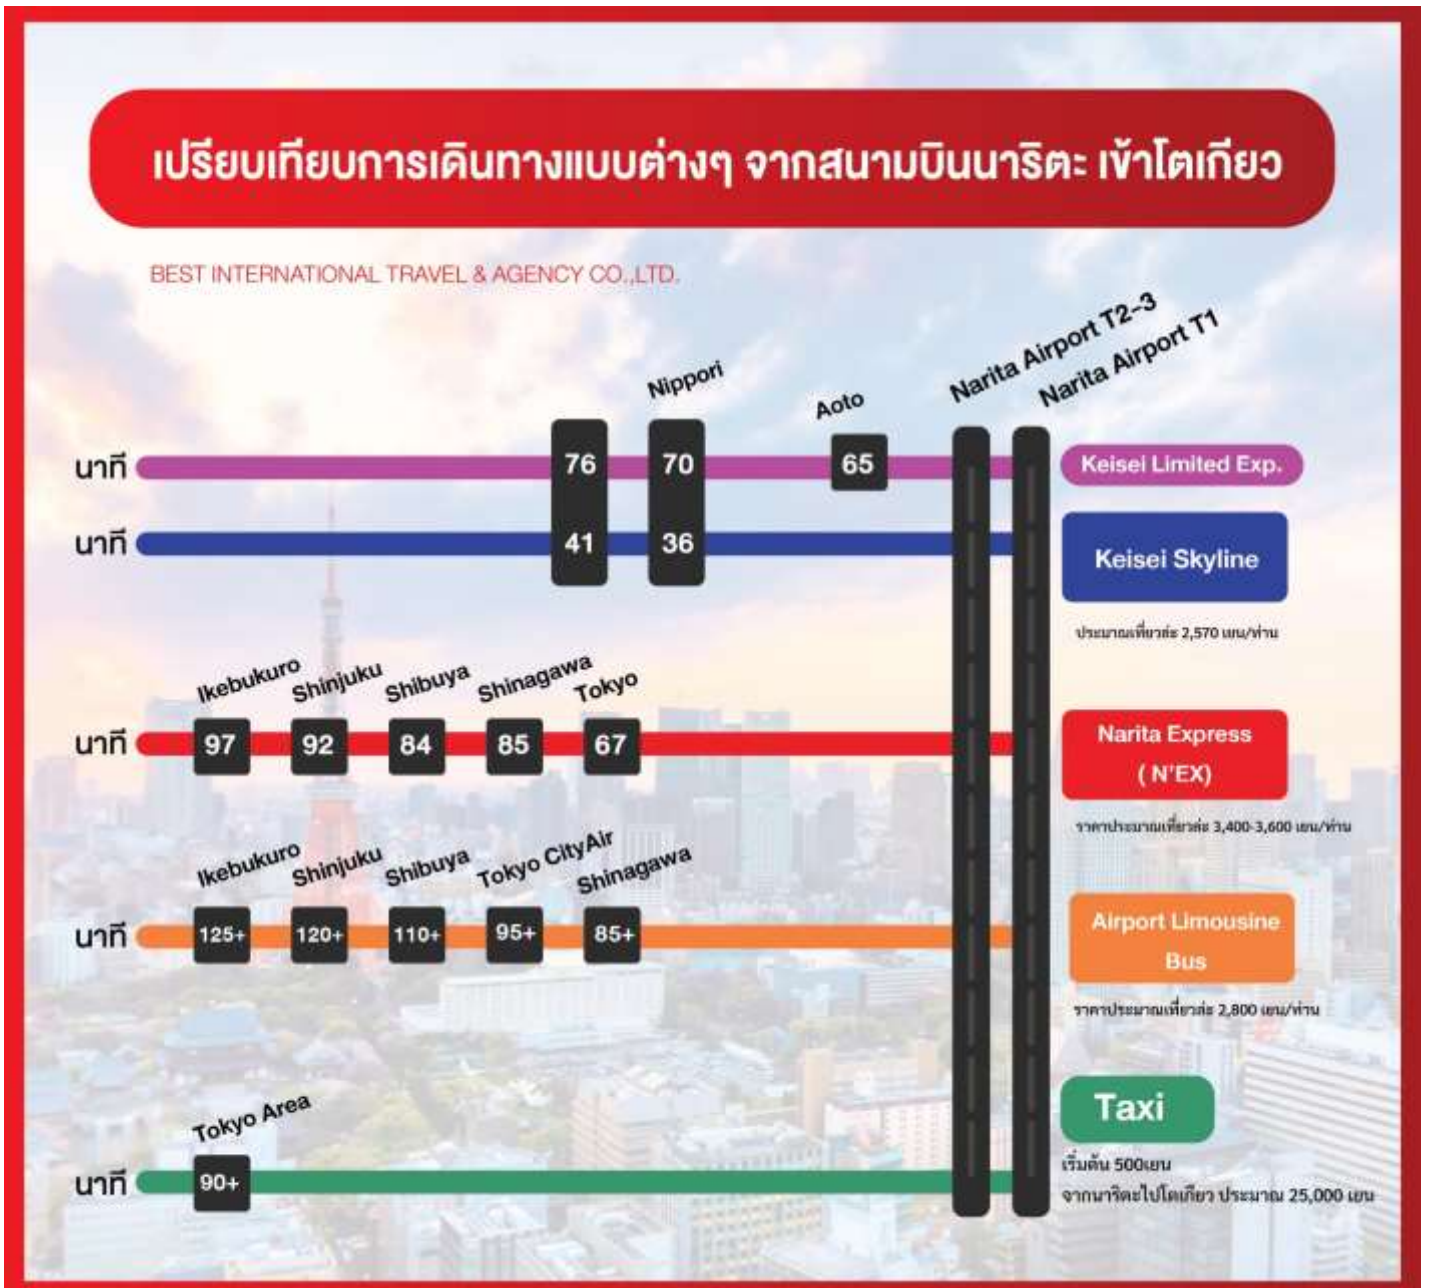 เปรียบเทียบการเดินทางแบบต่างๆ จากสนามบินนาริตะ เข้าโตเกียว
BEST INTERNATIONAL TRAVEL & AGENCY CO.,LTD.
Narita Airport T2-3
Narita Airport T1
Nippori
Aoto
นาที 76 70 65 Keisei Limited Exp.
นาที 41 36 Keisei Skyline
ประมาณเที่ยวล่ะ 2,570 เยน/ท่าน
Ikebukuro Shinjuku Shibuya Shinagawa Tokyo
นาที 97 92 84 85 67 Narita Express
( N'EX)
ราคาประมาณเที่ยวล่ะ 3,400-3,600 เยน/ท่าน
Ikebukuro Shinjuku Shibuya Tokyo CityAir Shinagawa
นาที 125+ 120+ 110+ 95+ 85+ Airport Limousine
Bus
ราคาประมาณเที่ยวล่ะ 2,800 เยน/ท่าน
Tokyo Area
Taxi
นาที 90+ เริ่มต้น 500เยน
จากนาริตะไปโตเกียว ประมาณ 25,000 เยน